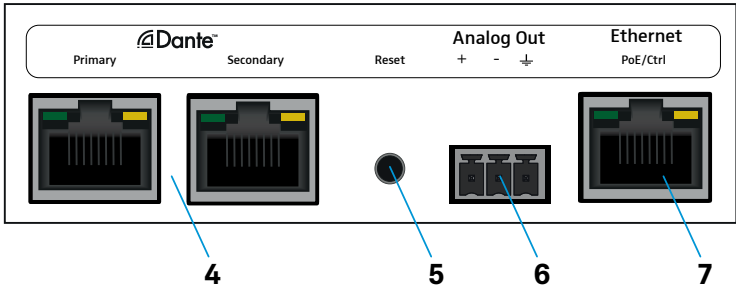 Dante™ Analog Out Ethernet
Primary Secondary Reset + - ⏚ PoE/Ctrl
4 5 6 7